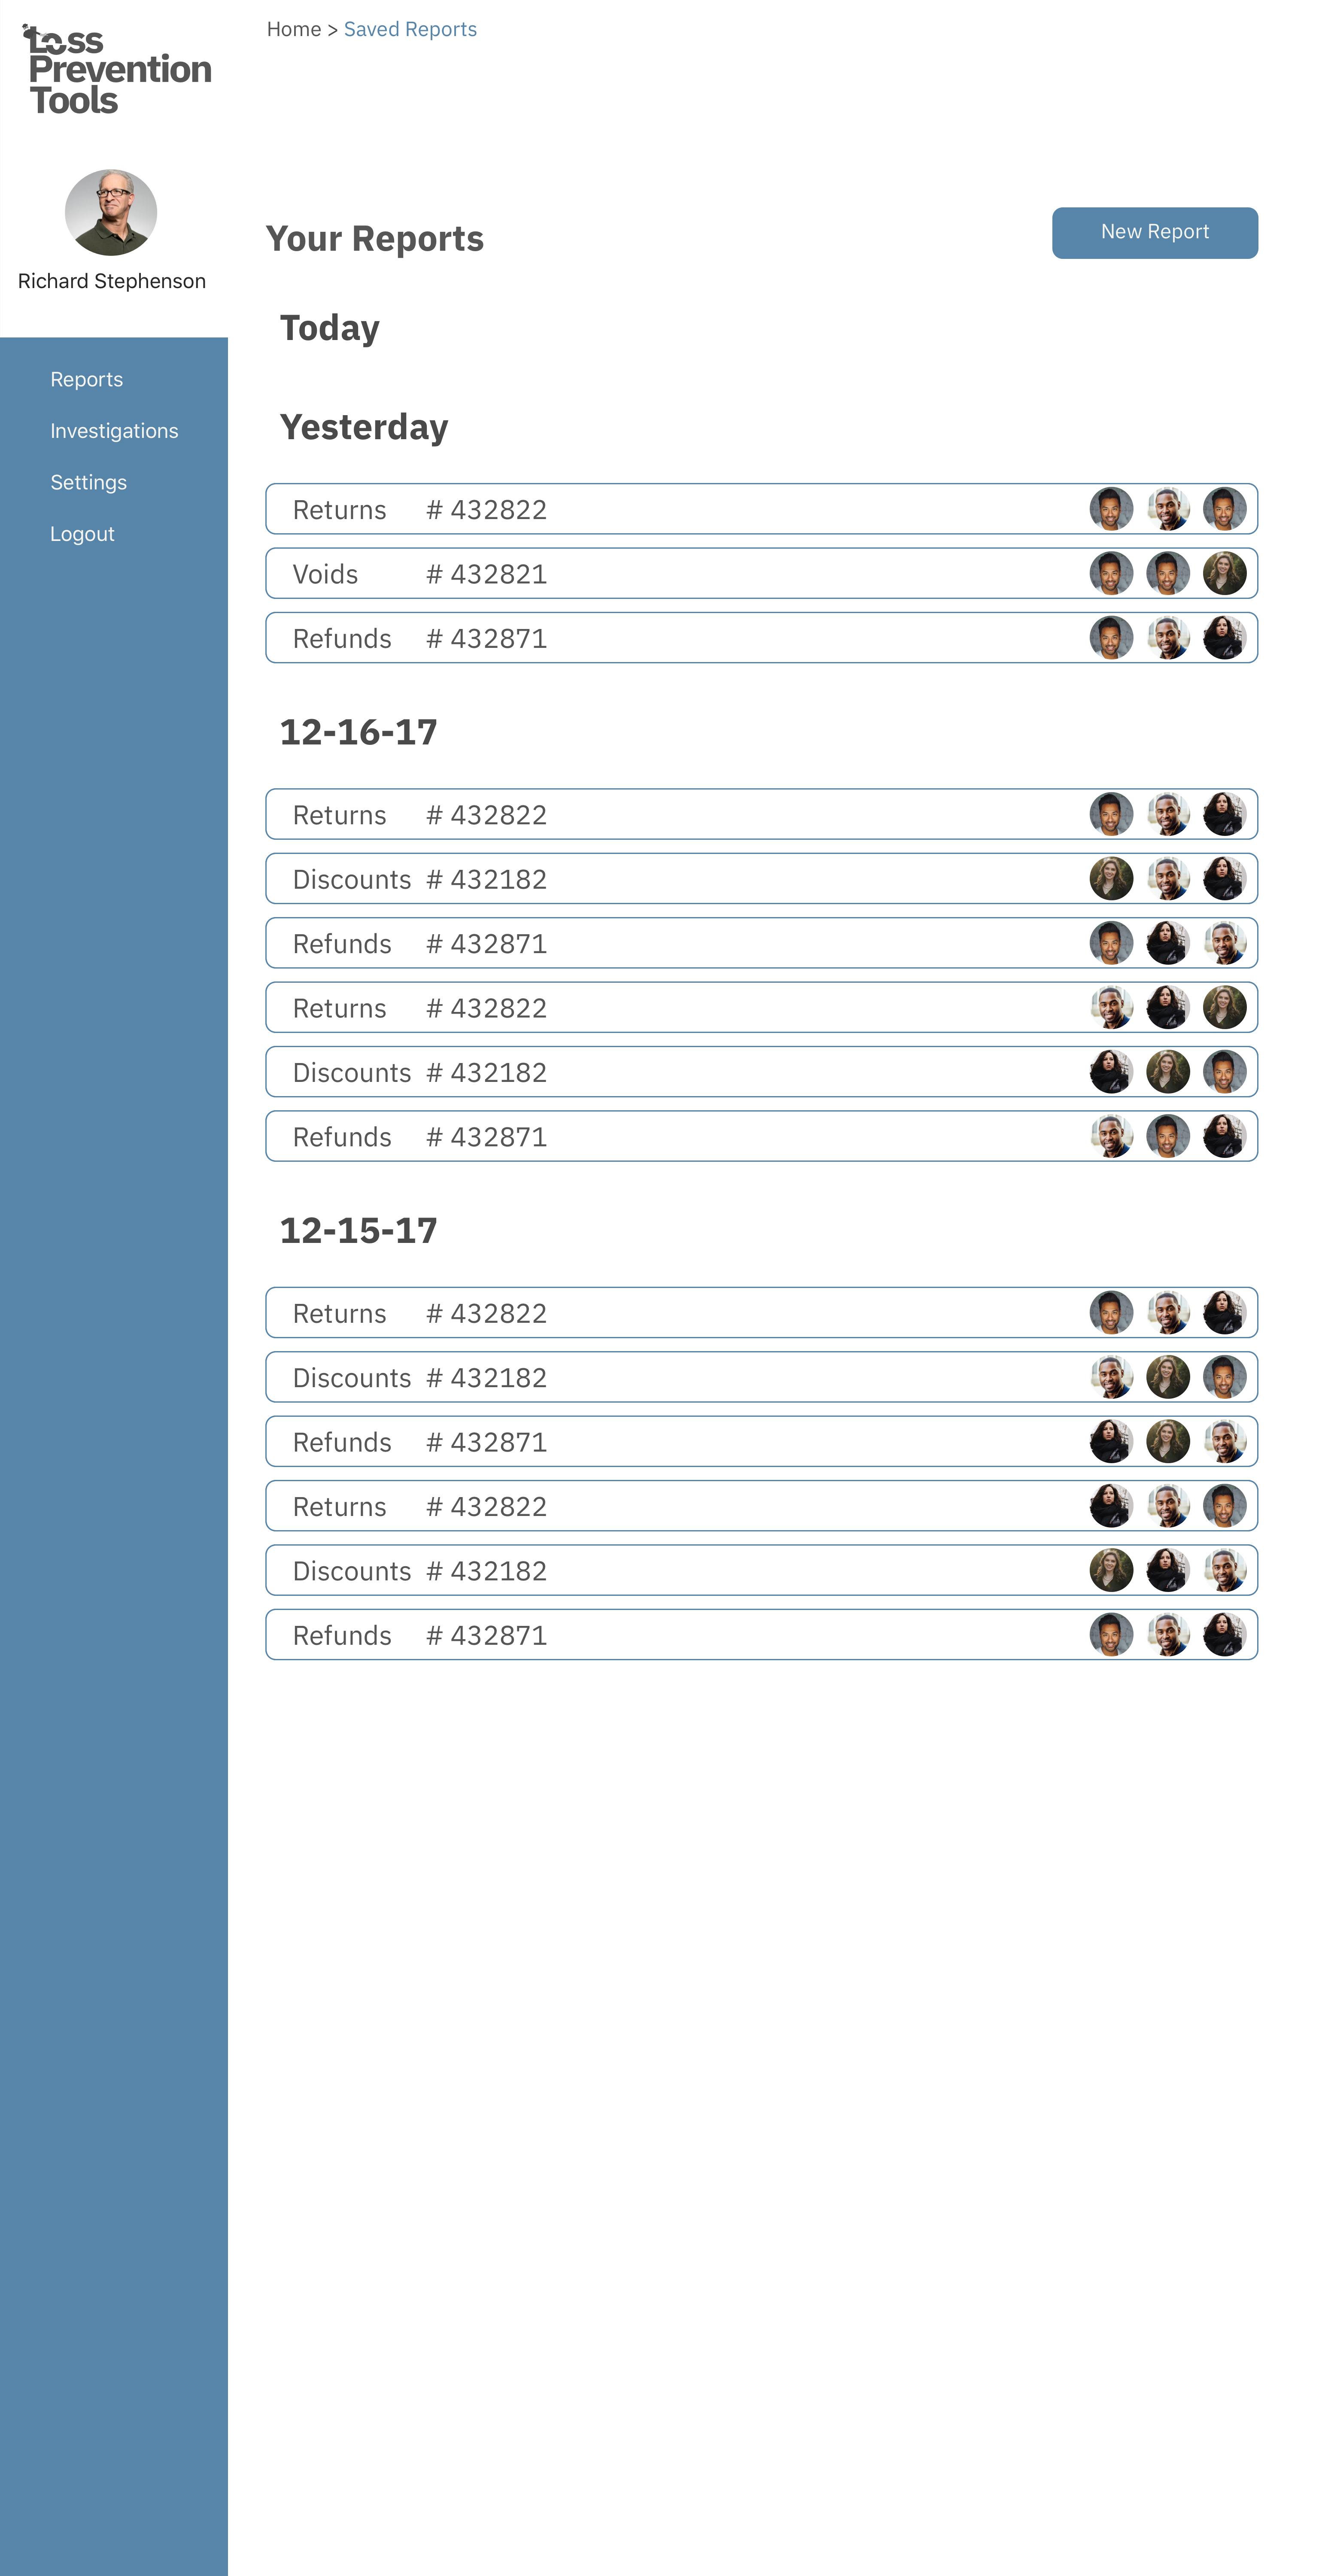 Loss
Prevention
Tools
Home > Saved Reports
Richard Stephenson
Reports
Investigations
Settings
Logout
Your Reports
New Report
Today
Yesterday
Returns # 432822
Voids # 432821
Refunds # 432871
12-16-17
Returns # 432822
Discounts # 432182
Refunds # 432871
Returns # 432822
Discounts # 432182
Refunds # 432871
12-15-17
Returns # 432822
Discounts # 432182
Refunds # 432871
Returns # 432822
Discounts # 432182
Refunds # 432871